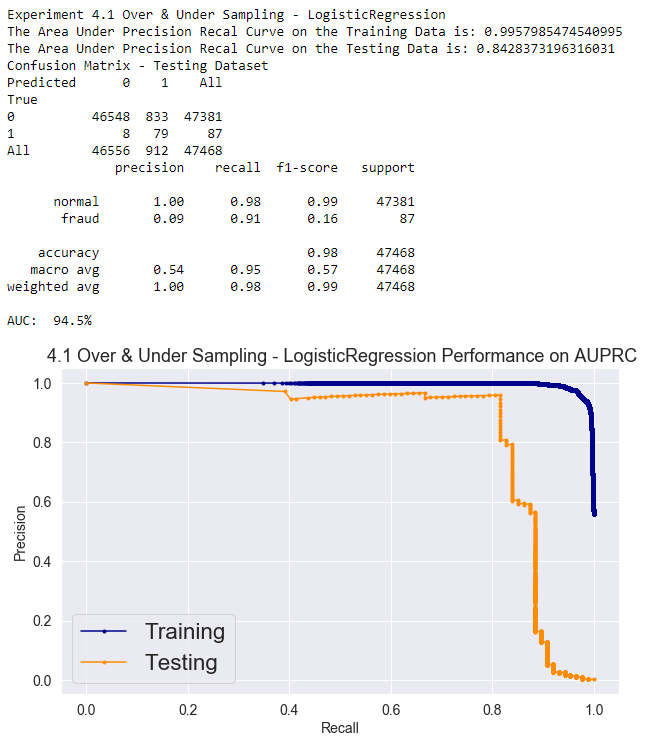 Experiment 4.1 Over & Under Sampling - LogisticRegression
The Area Under Precision Recal Curve on the Training Data is: 0.9957985474540995
The Area Under Precision Recal Curve on the Testing Data is: 0.8428373196316031
Confusion Matrix - Testing Dataset
Predicted 0 1 All
True
0 46548 833 47381
1 8 79 87
All 46556 912 47468
precision recall f1-score support
normal 1.00 0.98 0.99 47381
fraud 0.09 0.91 0.16 87
accuracy 0.98 47468
macro avg 0.54 0.95 0.57 47468
weighted avg 1.00 0.98 0.99 47468
AUC: 94.5%
4.1 Over & Under Sampling - LogisticRegression Performance on AUPRC
1.0
0.8
0.6
0.4
0.2
0.0
Precision
Training
Testing
0.0 0.2 0.4 0.6 0.8 1.0
Recall